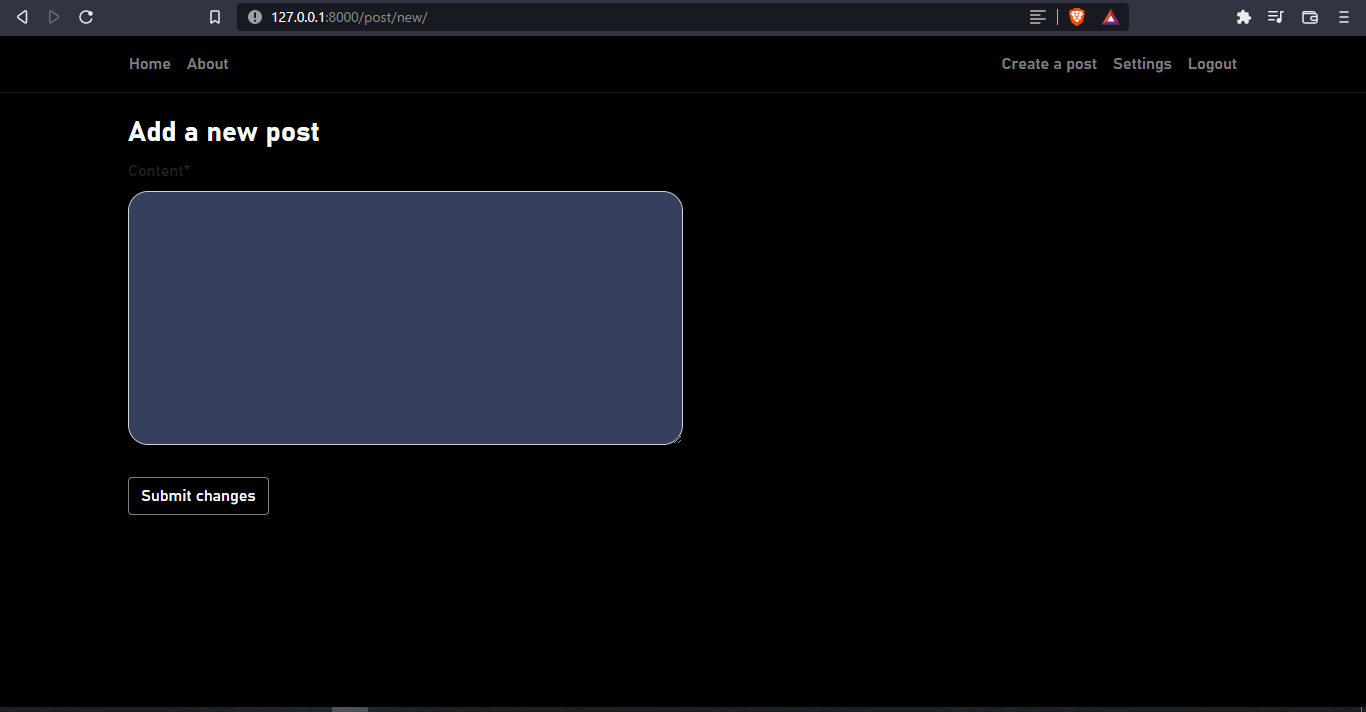 127.0.0.1:8000/post/new/
Home About Create a post Settings Logout
Add a new post
Content*
Submit changes